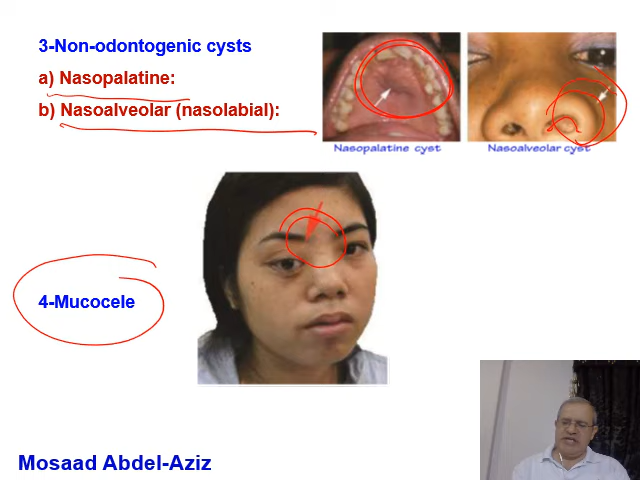 3-Non-odontogenic cysts
a) Nasopalatine:
b) Nasoalveolar (nasolabial):
Nasopalatine cyst
Nasoalveolar cyst
4-Mucocele
Mosaad Abdel-Aziz